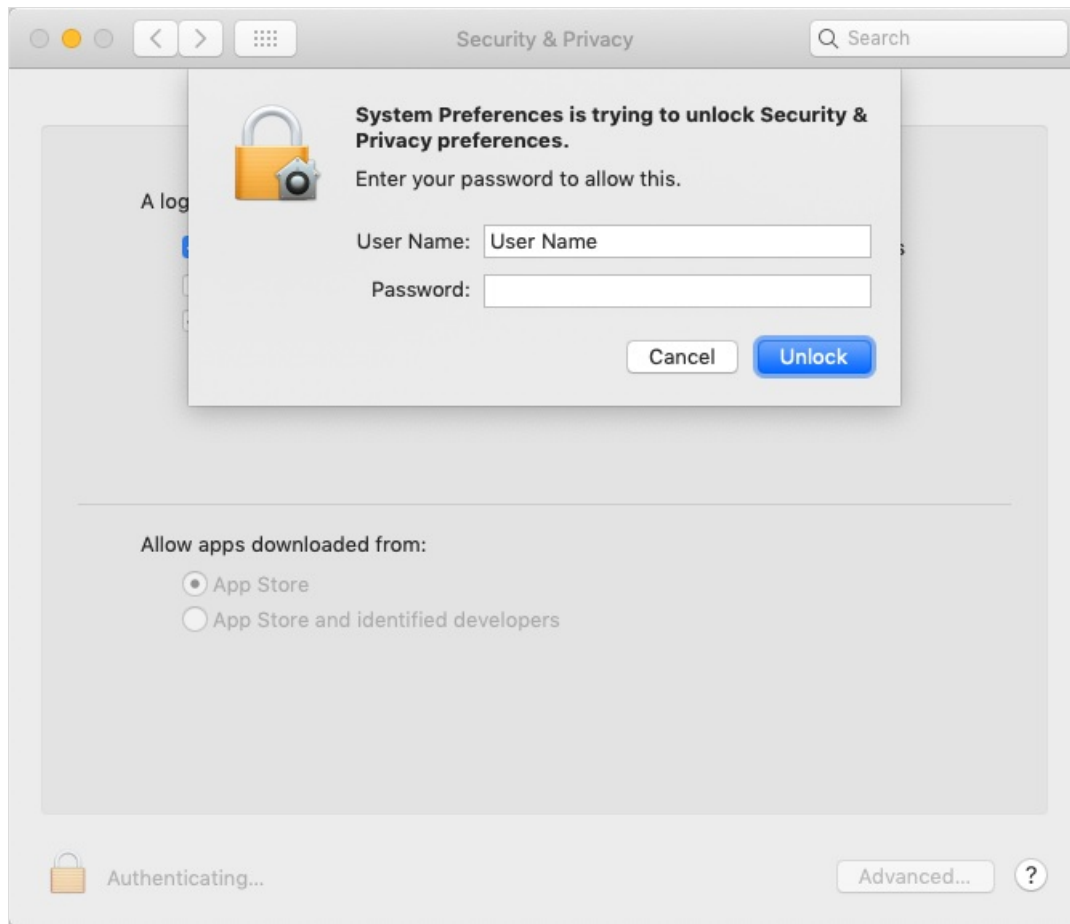 Security & Privacy
Search
System Preferences is trying to unlock Security &
Privacy preferences.
Enter your password to allow this.
A log
User Name: User Name
s
Password:
Cancel Unlock
Allow apps downloaded from:
App Store
App Store and identified developers
Authenticating...
Advanced... ?